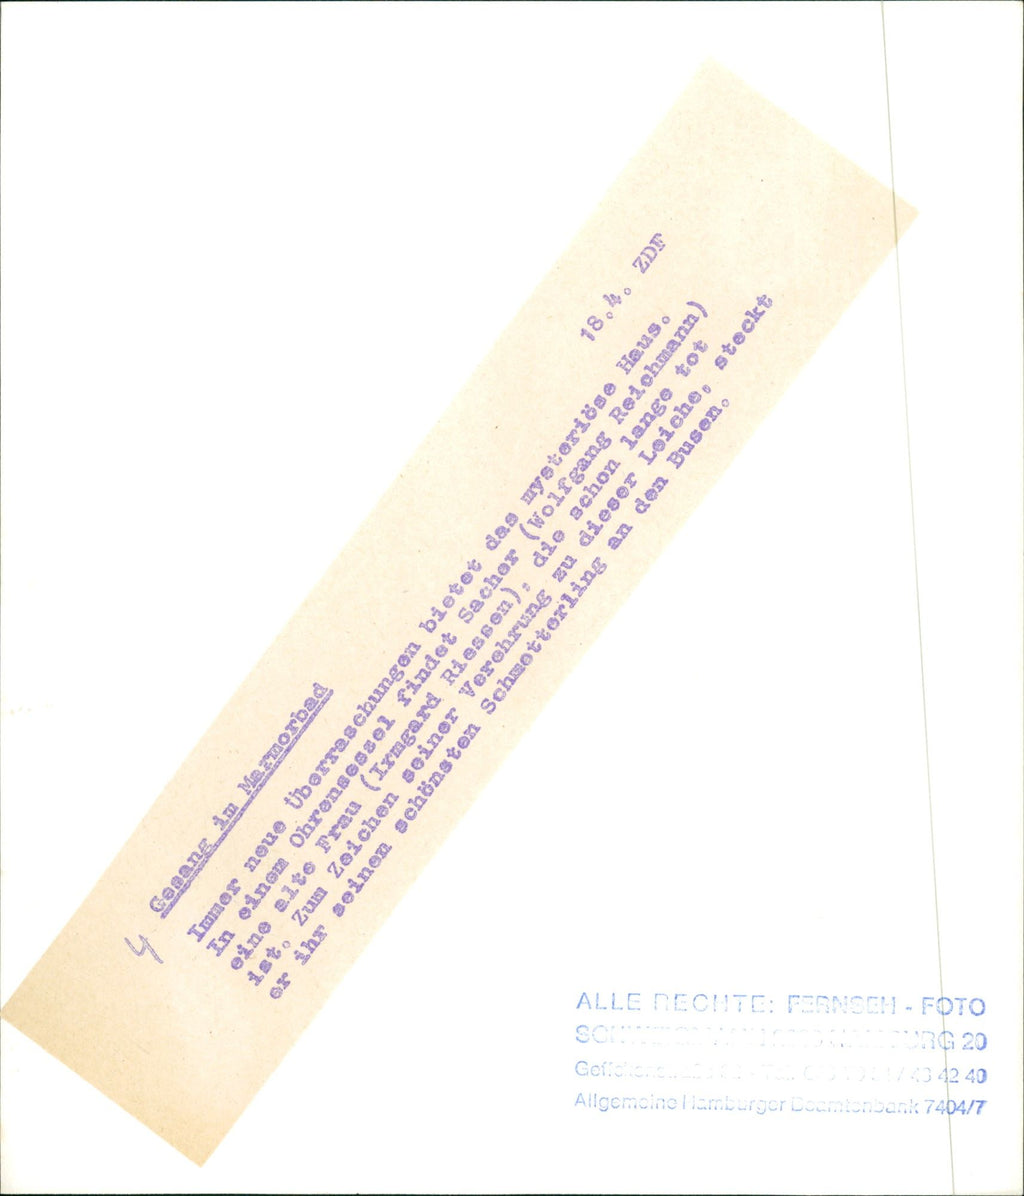 18.4. ZDF
4 Gesang im Marmorbad
Immer neue Überraschungen bietet das mysteriöse Haus.
In einem Ohrensessel findet Sacher (Wolfgang Reichmann)
eine alte Frau (Irmgard Riessen), die schon lange tot
ist. Zum Zeichen seiner Verehrung zu dieser Leiche, steckt
er ihr seinen schönsten Schmetterling an den Busen.
ALLE RECHTE: FERNSEH - FOTO
20
43 42 40
Allgemeine Hamburger Beamtenbank 7404/7